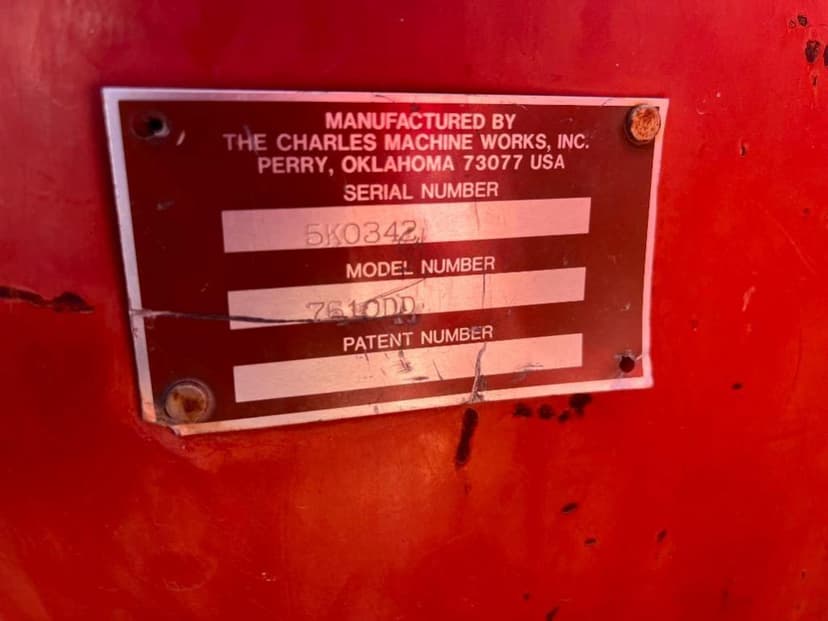 MANUFACTURED BY
THE CHARLES MACHINE WORKS, INC.
PERRY, OKLAHOMA 73077 USA
SERIAL NUMBER
5K0342
MODEL NUMBER
7610DD
PATENT NUMBER